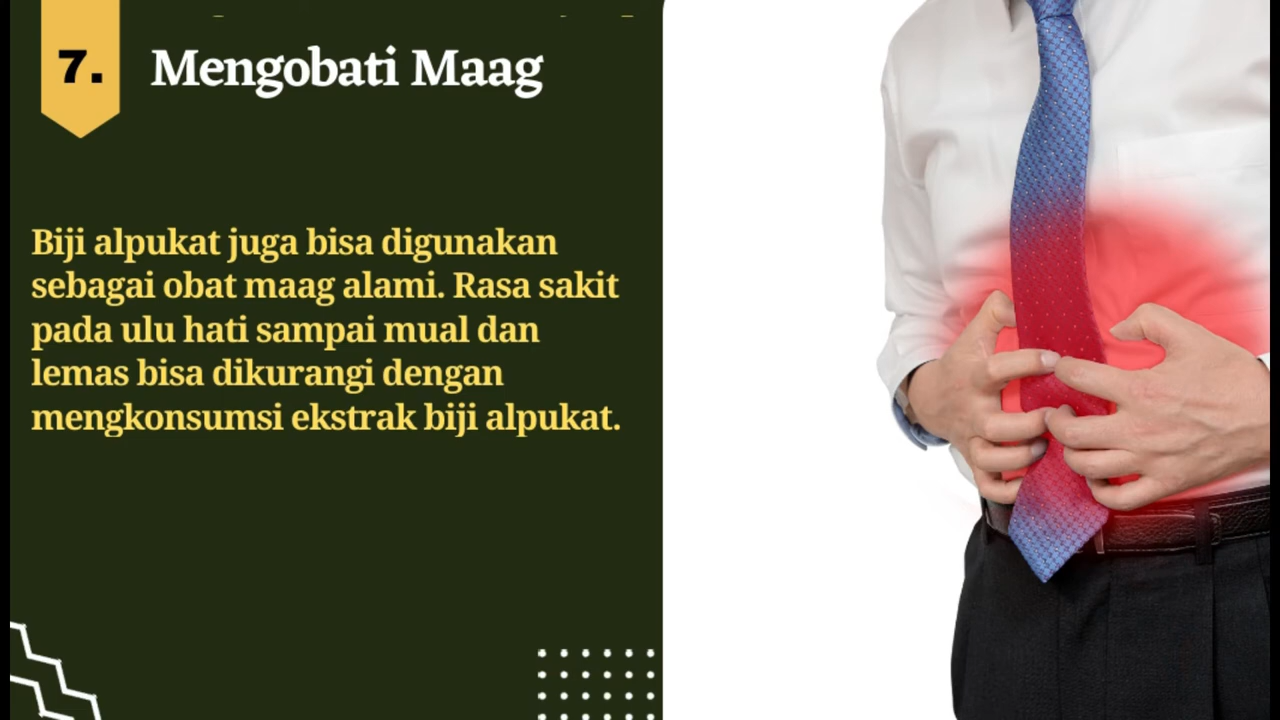 7.
Mengobati Maag
Biji alpukat juga bisa digunakan
sebagai obat maag alami. Rasa sakit
pada ulu hati sampai mual dan
lemas bisa dikurangi dengan
mengkonsumsi ekstrak biji alpukat.